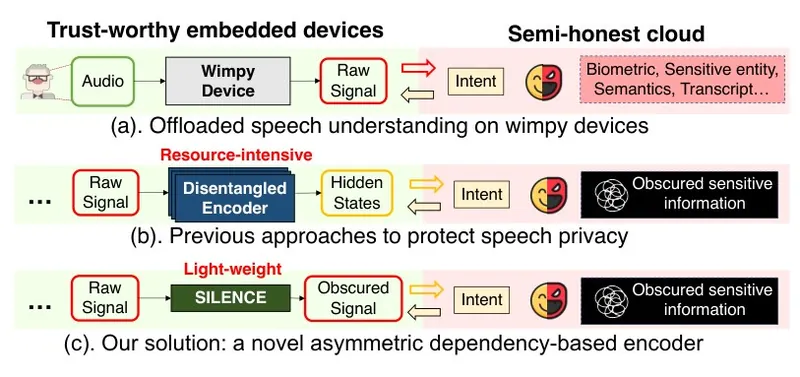 Trust-worthy embedded devices
Semi-honest cloud
Audio
Wimpy
Device
Raw
Signal
Intent
Biometric, Sensitive entity,
Semantics, Transcript...
(a). Offloaded speech understanding on wimpy devices
Resource-intensive
...
Raw
Signal
Disentangled
Encoder
Hidden
States
Intent
Obscured sensitive
information
(b). Previous approaches to protect speech privacy
Light-weight
...
Raw
Signal
SILENCE
Obscured
Signal
Intent
Obscured sensitive
information
(c). Our solution: a novel asymmetric dependency-based encoder